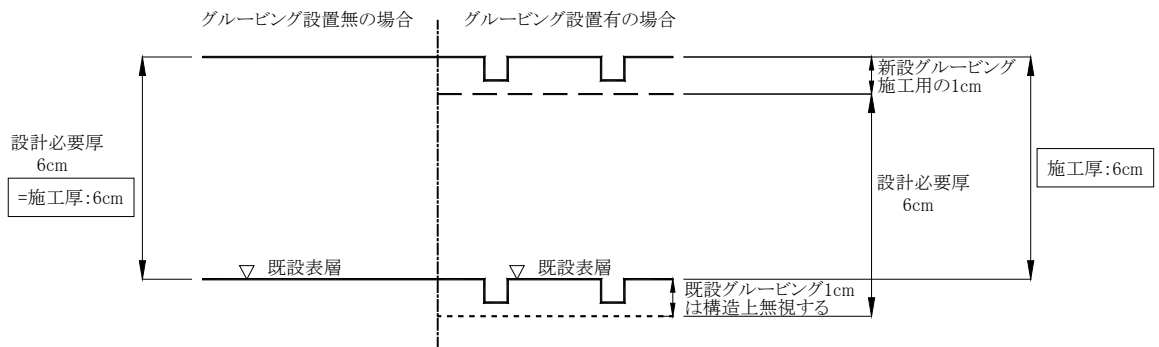 グルービング設置無の場合
グルービング設置有の場合
新設グルービング
施工用の1cm
設計必要厚
6cm
=施工厚:6cm
設計必要厚
6cm
施工厚:6cm
既設表層
既設表層
既設グルービング1cm
は構造上無視する